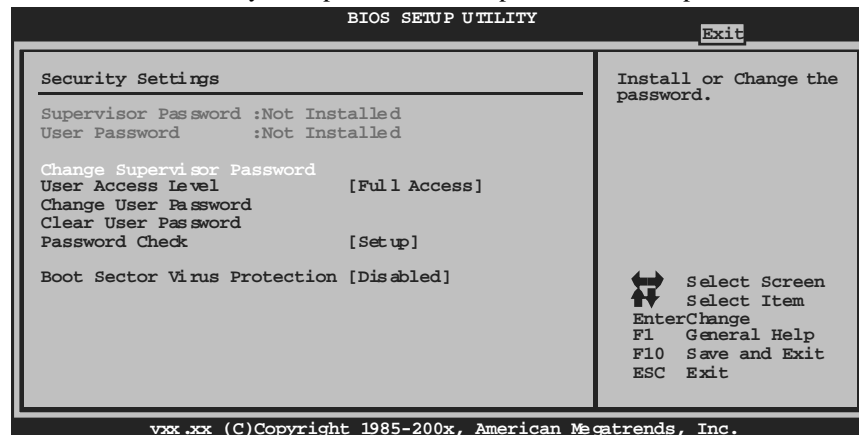 BIOS SETUP UTILITY
Exit
Security Settings
Supervisor Password :Not Installed
User Password :Not Installed
Change Supervisor Password
User Access Level [Full Access]
Change User Password
Clear User Password
Password Check [Setup]
Boot Sector Virus Protection [Disabled]
Install or Change the
password.
Select Screen
Select Item
EnterChange
F1 General Help
F10 Save and Exit
ESC Exit
vxx.xx (C)Copyright 1985-200x, American Megatrends, Inc.